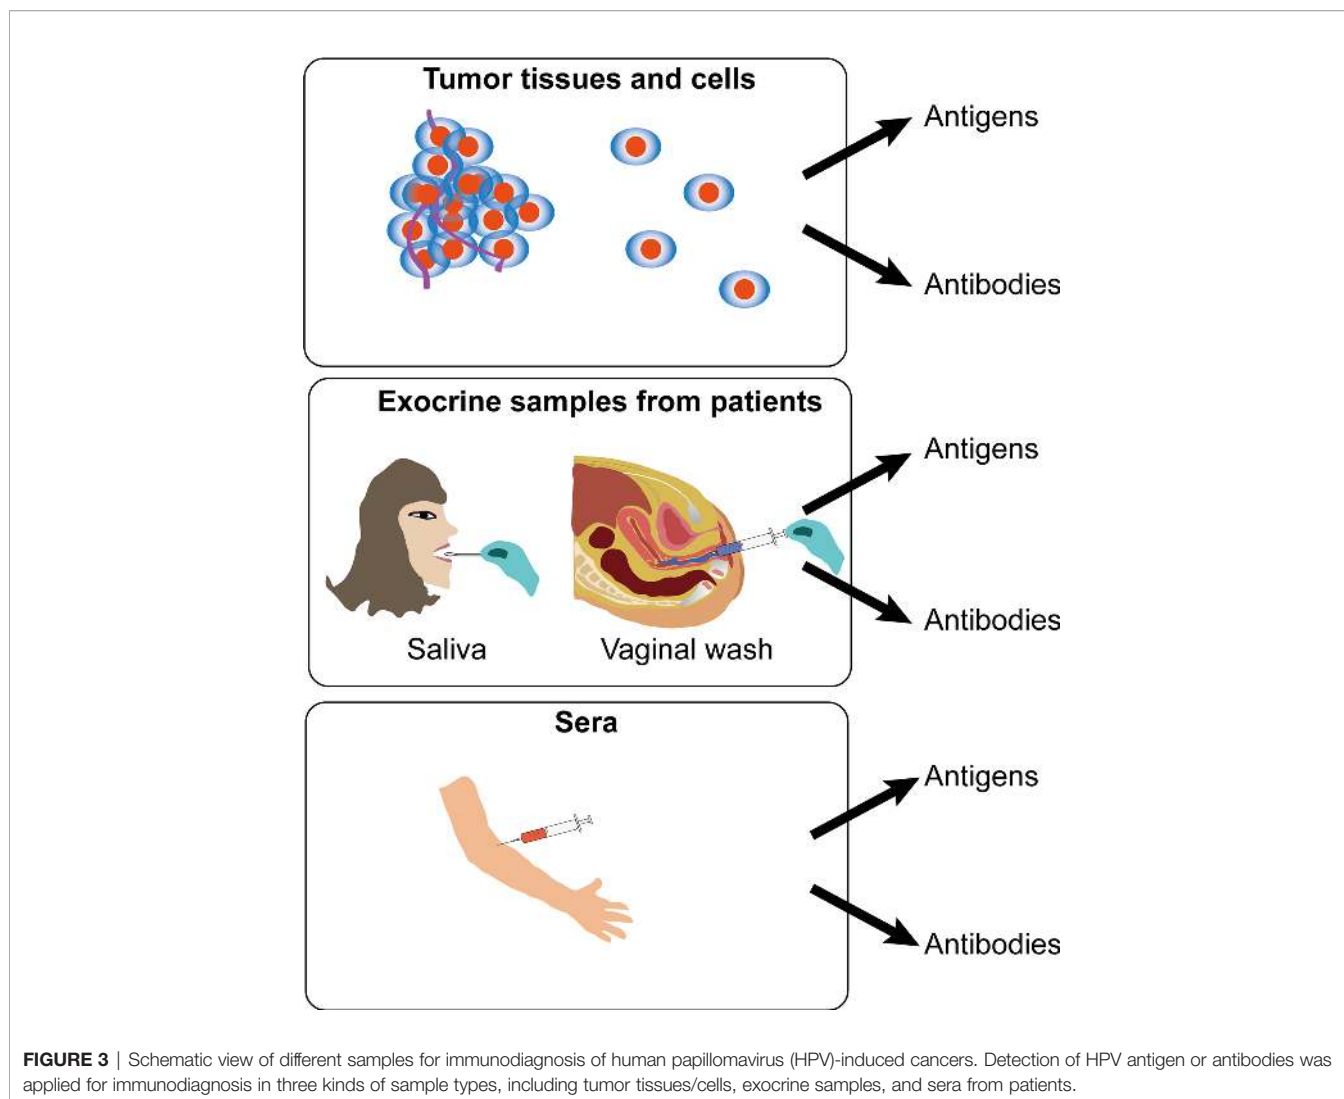 Tumor tissues and cells
Antigens
Antibodies
Exocrine samples from patients
Antigens
Antibodies
Saliva
Vaginal wash
Sera
Antigens
Antibodies
FIGURE 3 | Schematic view of different samples for immunodiagnosis of human papillomavirus (HPV)-induced cancers. Detection of HPV antigen or antibodies was
applied for immunodiagnosis in three kinds of sample types, including tumor tissues/cells, exocrine samples, and sera from patients.